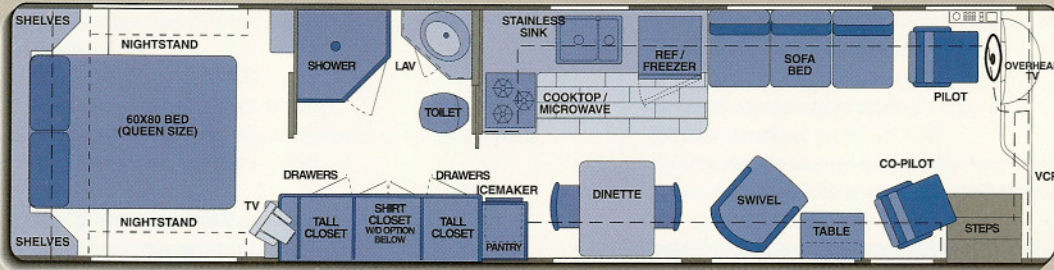 SHELVES
NIGHTSTAND
60X80 BED
(QUEEN SIZE)
NIGHTSTAND
SHELVES
SHOWER
LAV
TOILET
DRAWERS
DRAWERS
TV
TALL
CLOSET
SHIRT
CLOSET
W/D OPTION
BELOW
TALL
CLOSET
ICEMAKER
PANTRY
STAINLESS
SINK
COOKTOP /
MICROWAVE
REF /
FREEZER
SOFA
BED
PILOT
OVERHEAD
TV
DINETTE
SWIVEL
TABLE
CO-PILOT
STEPS
VCR